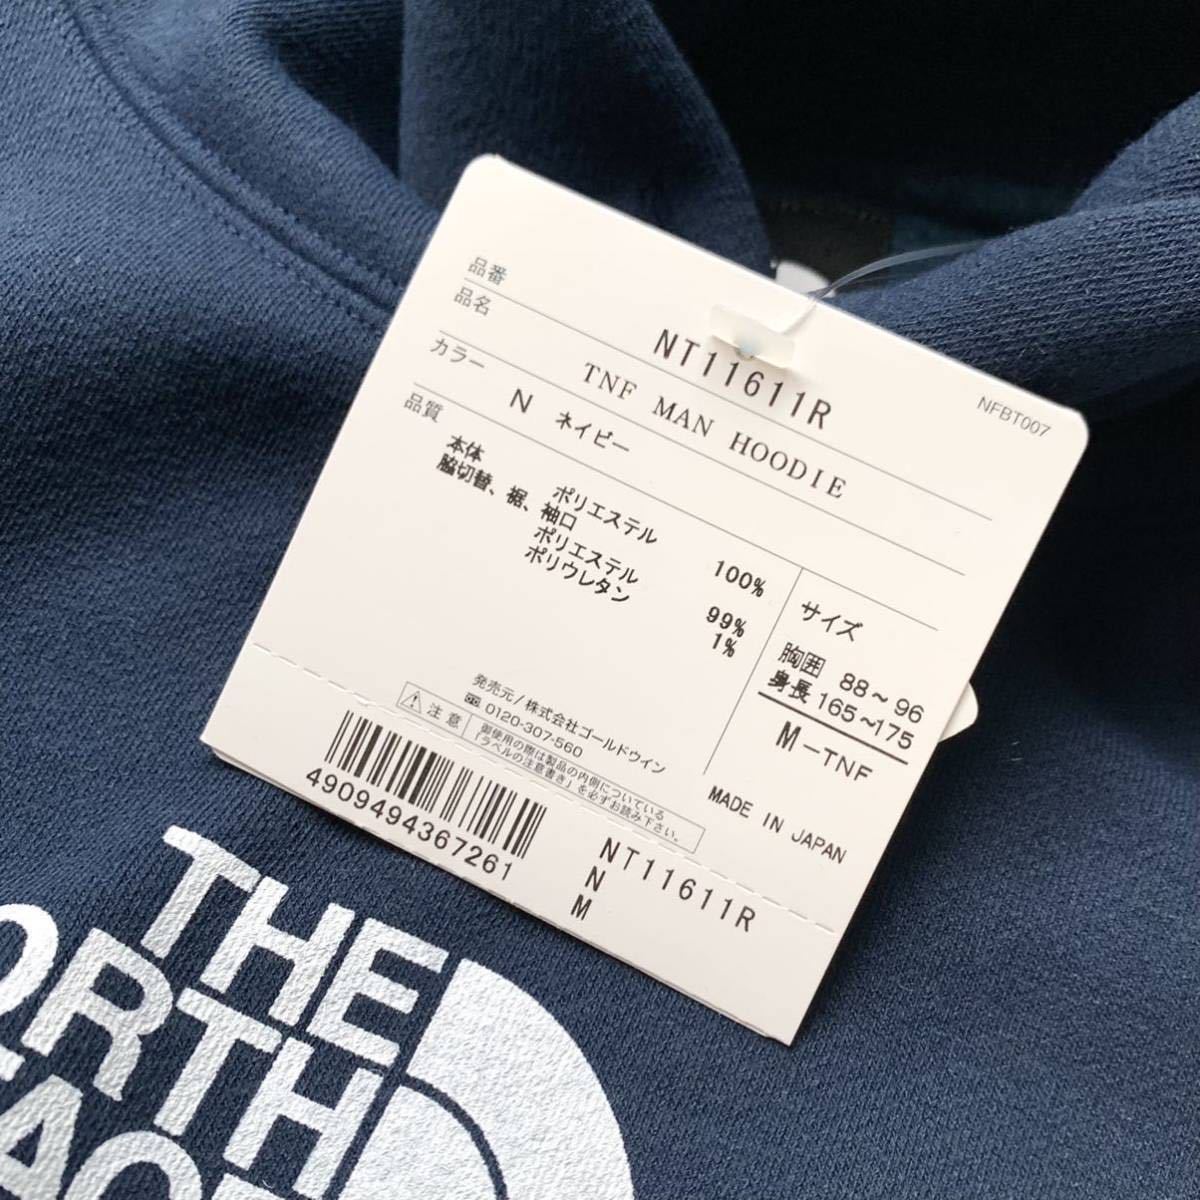 NFBT007
品番 NT11611R
品名 TNF MAN HOODIE
カラー N ネイビー
品質
本体
ポリエステル 100%
脇切替、裾、袖口
ポリエステル 99%
ポリウレタン 1%
サイズ
胸囲 88～96
身長 165～175
M-TNF
MADE IN JAPAN
発売元/株式会社ゴールドウイン
0120-307-560
注意
御使用の際は製品の内側についている
「ラベルの注意書き」を必ずお読み下さい。
4909494367261
NT11611R
N
M
THE
ORTH
FACE